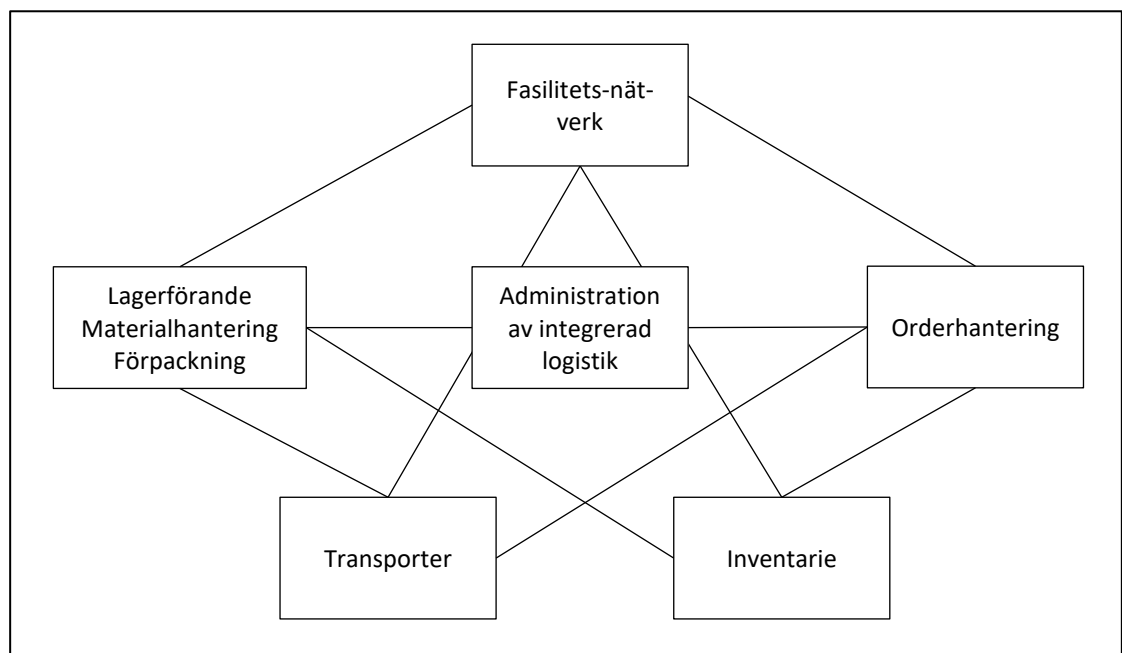 Fasilitets-nät-
verk
Lagerförande
Materialhantering
Förpackning
Administration
av integrerad
logistik
Orderhantering
Transporter
Inventarie